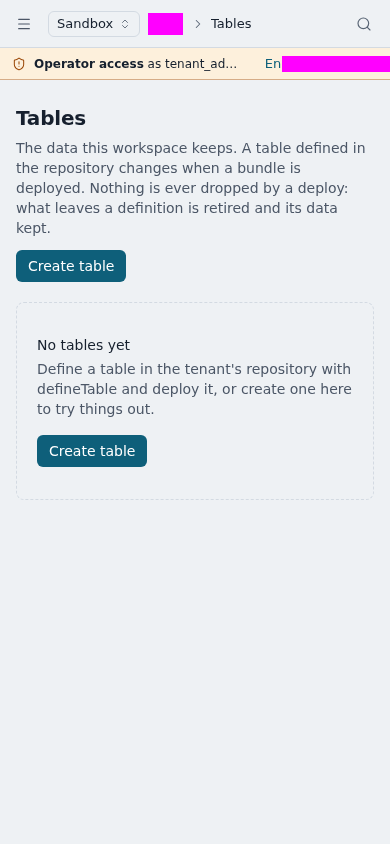 Sandbox
Tables
Operator access as tenant_ad…
En
Tables
The data this workspace keeps. A table defined in
the repository changes when a bundle is
deployed. Nothing is ever dropped by a deploy:
what leaves a definition is retired and its data
kept.
Create table
No tables yet
Define a table in the tenant's repository with
defineTable and deploy it, or create one here
to try things out.
Create table